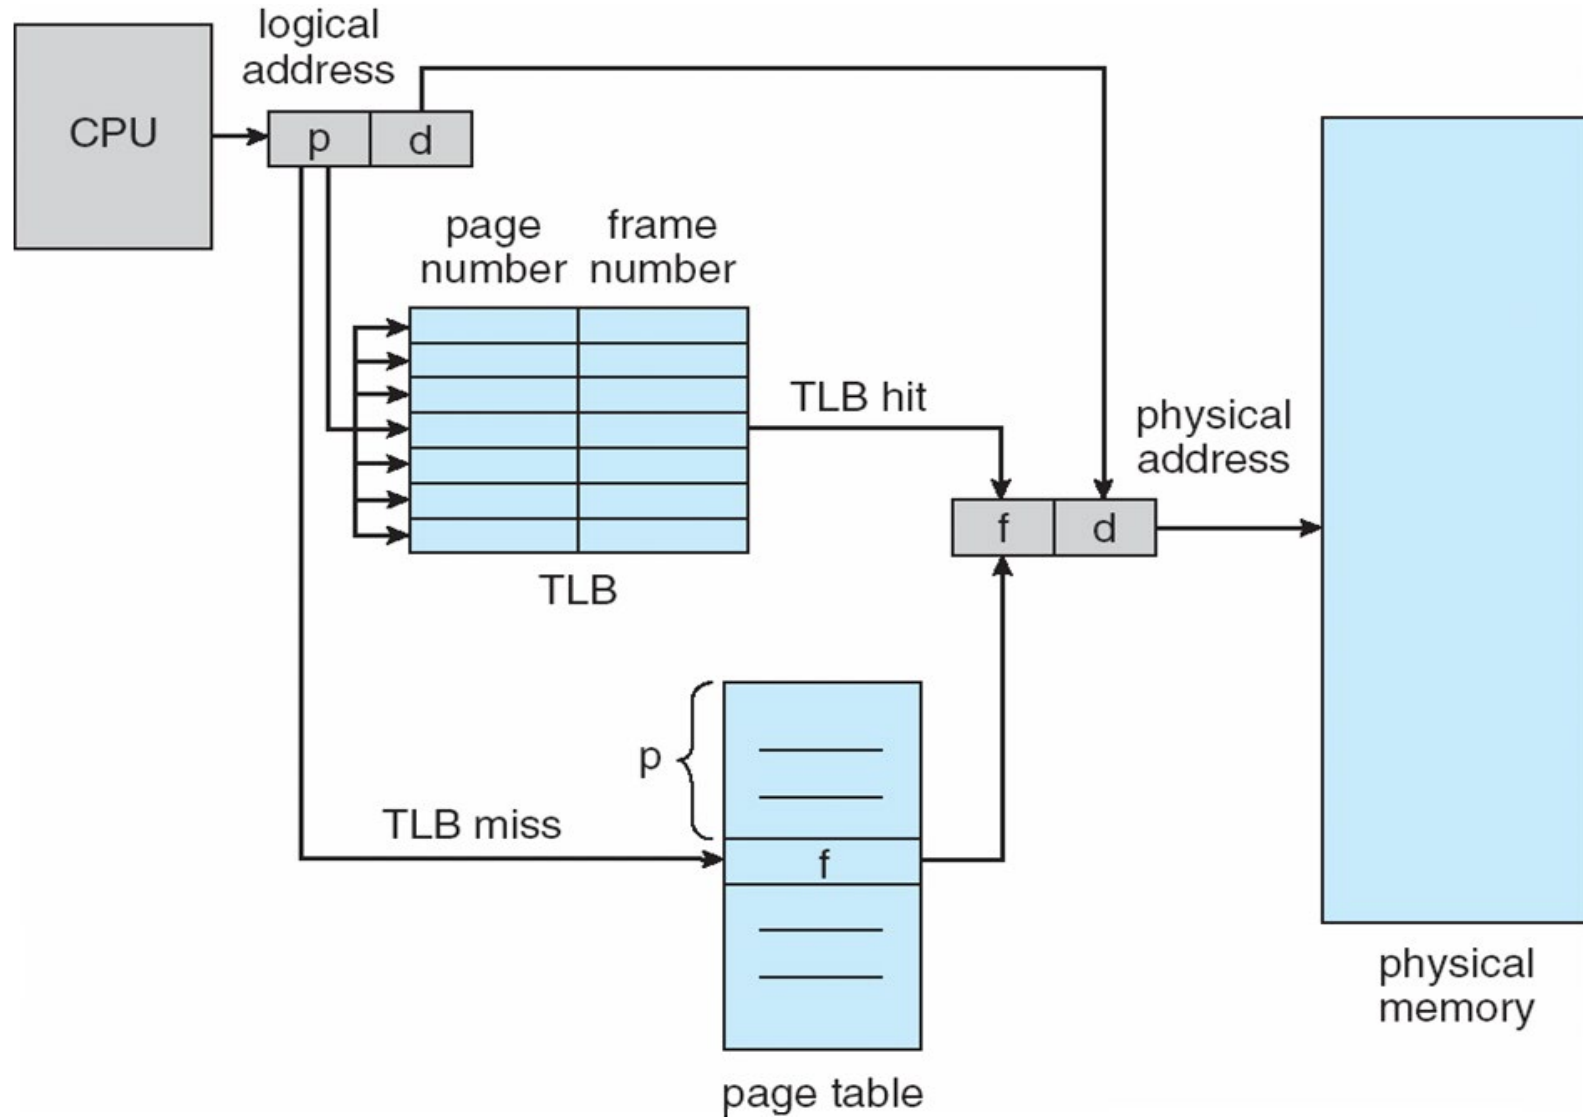 logical
address
CPU
p
d
page
number
frame
number
TLB hit
physical
address
f
d
TLB
p
TLB miss
f
physical
memory
page table